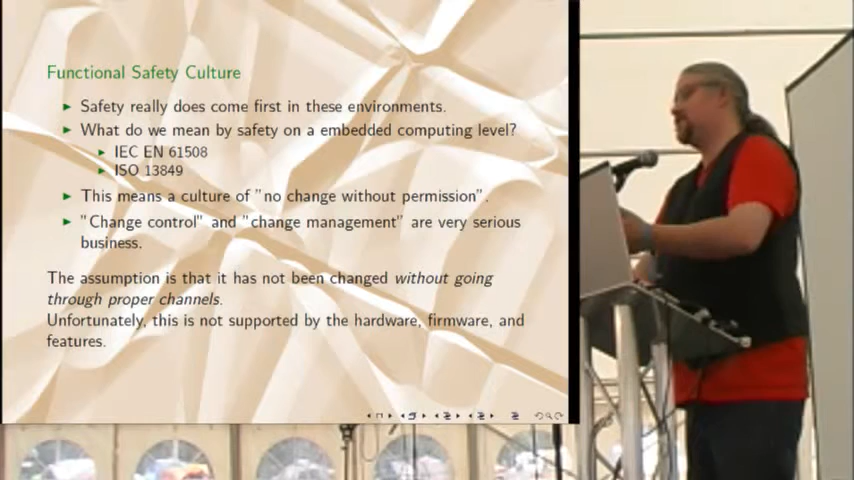 Functional Safety Culture
Safety really does come first in these environments.
What do we mean by safety on a embedded computing level?
IEC EN 61508
ISO 13849
This means a culture of "no change without permission".
"Change control" and "change management" are very serious
business.
The assumption is that it has not been changed without going
through proper channels.
Unfortunately, this is not supported by the hardware, firmware, and
features.